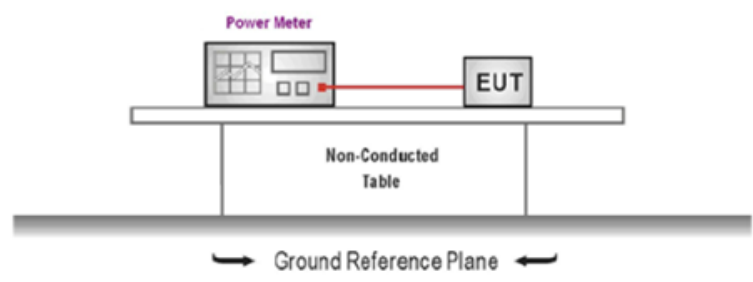 Power Meter
EUT
Non-Conducted
Table
Ground Reference Plane